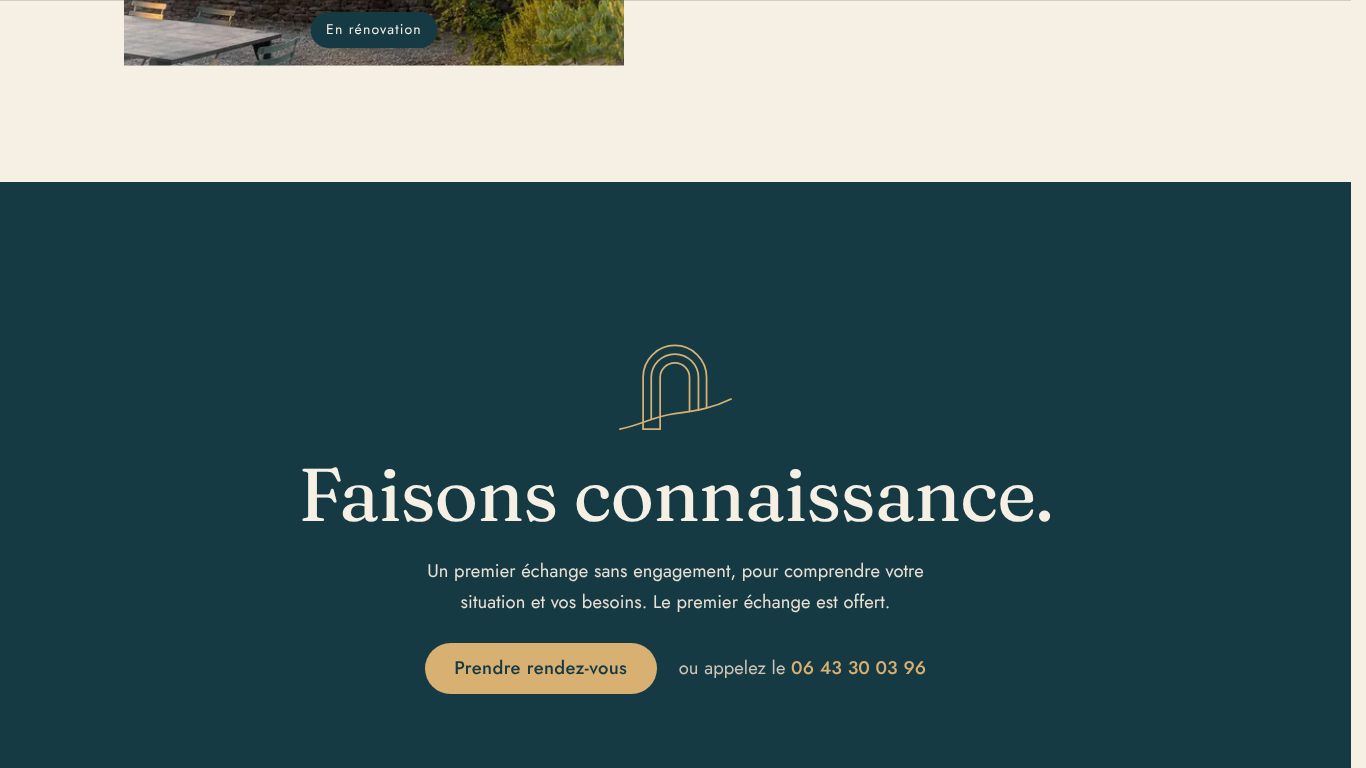 En rénovation
Faisons connaissance.
Un premier échange sans engagement, pour comprendre votre
situation et vos besoins. Le premier échange est offert.
Prendre rendez-vous
ou appelez le 06 43 30 03 96